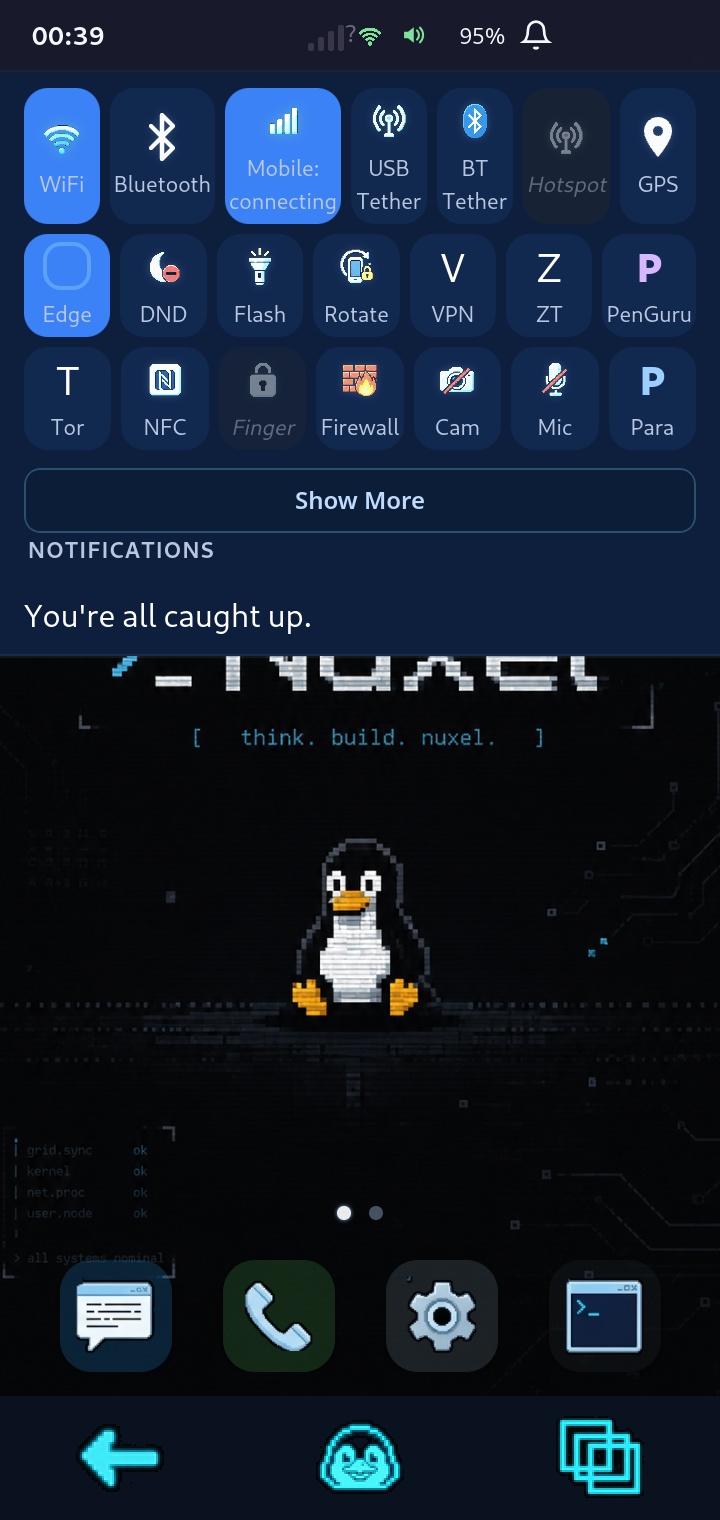 00:39 ? 95%
WiFi Bluetooth Mobile: connecting USB Tether BT Tether Hotspot GPS
Edge DND Flash Rotate V VPN Z ZT P PenGuru
T Tor NFC Finger Firewall Cam Mic P Para
Show More
NOTIFICATIONS
You're all caught up.
>_ Nuxel
[ think. build. nuxel. ]
| grid.sync ok
| kernel ok
| net.proc ok
| user.node ok
> all systems nominal
>_